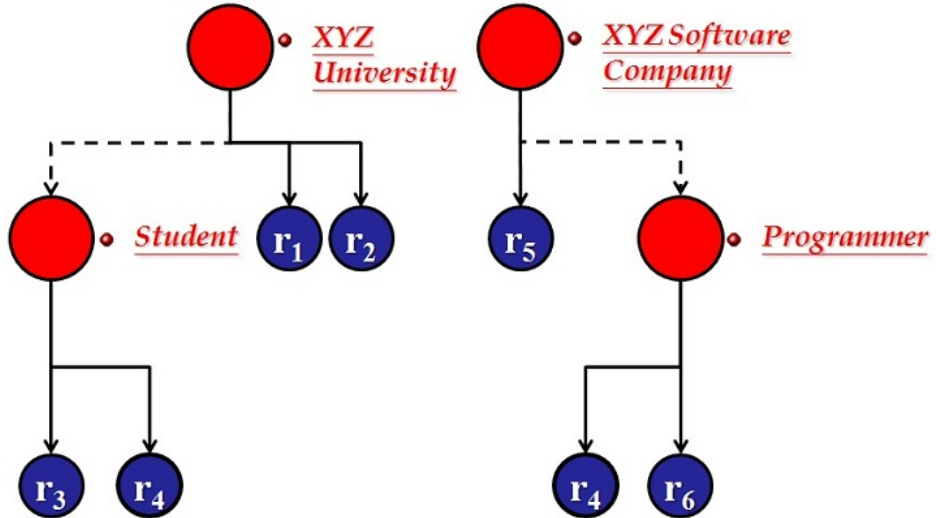 XYZ
University
XYZ Software
Company
Student
r₁
r₂
r₅
Programmer
r₃
r₄
r₄
r₆